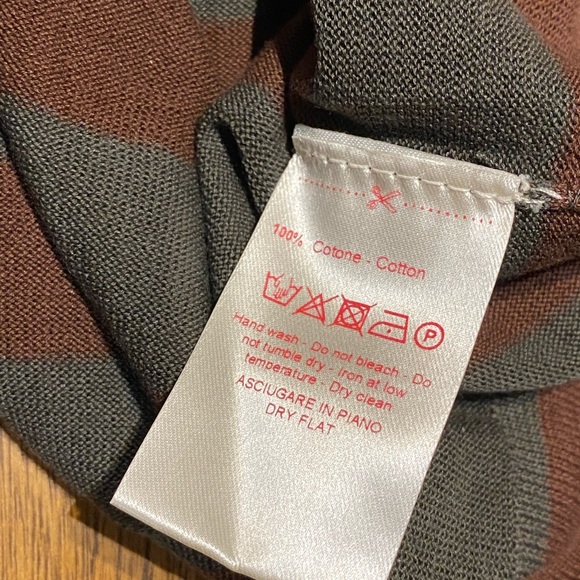 100% Cotone - Cotton
P
Hand wash - Do not bleach - Do
not tumble dry - Iron at low
temperature - Dry clean
ASCIUGARE IN PIANO
DRY FLAT